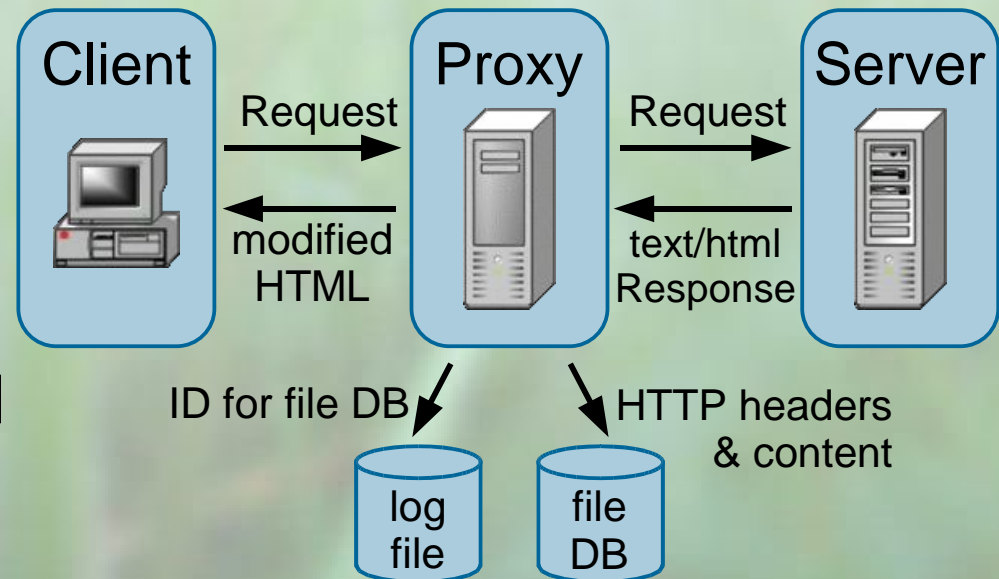 Client
Proxy
Server
Request
Request
modified
HTML
text/html
Response
ID for file DB
HTTP headers
& content
log
file
file
DB